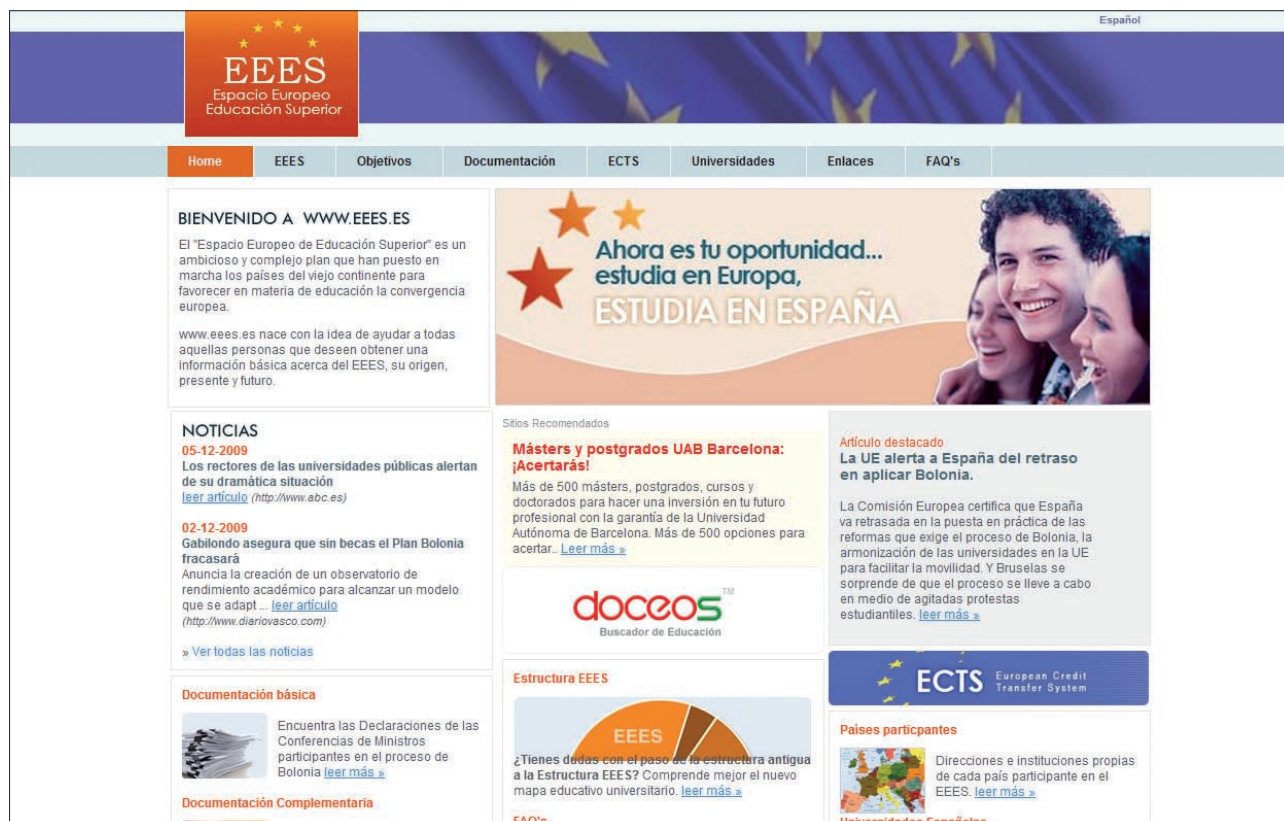 Español
EEES
Espacio Europeo
Educación Superior
Home EEES Objetivos Documentación ECTS Universidades Enlaces FAQ's
BIENVENIDO A WWW.EEES.ES
El "Espacio Europeo de Educación Superior" es un
ambicioso y complejo plan que han puesto en
marcha los países del viejo continente para
favorecer en materia de educación la convergencia
europea.
www.eees.es nace con la idea de ayudar a todas
aquellas personas que deseen obtener una
información básica acerca del EEES, su origen,
presente y futuro.
Ahora es tu oportunidad...
estudia en Europa,
ESTUDIA EN ESPAÑA
NOTICIAS
05-12-2009
Los rectores de las universidades públicas alertan
de su dramática situación
leer artículo (http://www.abc.es)
02-12-2009
Gabilondo asegura que sin becas el Plan Bolonia
fracasará
Anuncia la creación de un observatorio de
rendimiento académico para alcanzar un modelo
que se adapt ... leer artículo
(http://www.diariovasco.com)
» Ver todas las noticias
Sitios Recomendados
Másters y postgrados UAB Barcelona:
¡Acertarás!
Más de 500 másters, postgrados, cursos y
doctorados para hacer una inversión en tu futuro
profesional con la garantía de la Universidad
Autónoma de Barcelona. Más de 500 opciones para
acertar.. Leer más »
doceos™
Buscador de Educación
Artículo destacado
La UE alerta a España del retraso
en aplicar Bolonia.
La Comisión Europea certifica que España
va retrasada en la puesta en práctica de las
reformas que exige el proceso de Bolonia, la
armonización de las universidades en la UE
para facilitar la movilidad. Y Bruselas se
sorprende de que el proceso se lleve a cabo
en medio de agitadas protestas
estudiantiles. leer más »
ECTS European Credit
Transfer System
Documentación básica
Encuentra las Declaraciones de las
Conferencias de Ministros
participantes en el proceso de
Bolonia leer más »
Documentación Complementaria
Estructura EEES
EEES
¿Tienes dudas con el paso de la estructura antigua
a la Estructura EEES? Comprende mejor el nuevo
mapa educativo universitario. leer más »
FAQ's
Paises particpantes
Direcciones e instituciones propias
de cada país participante en el
EEES. leer más »
Universidades Españolas